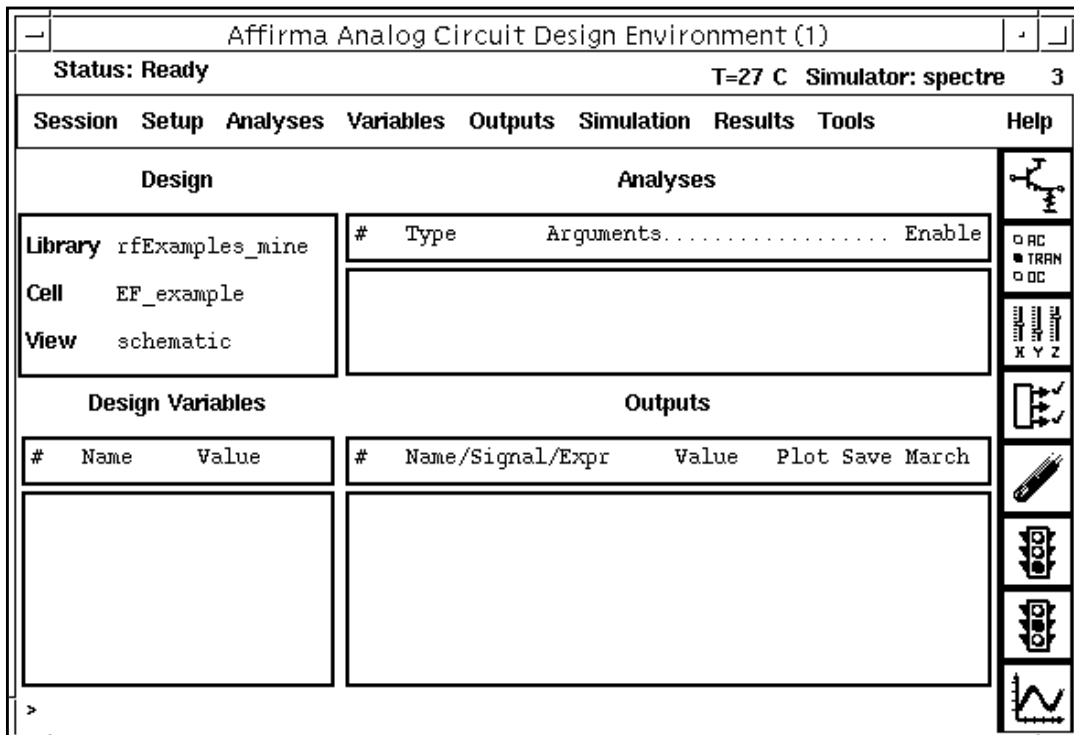 Affirma Analog Circuit Design Environment (1)
Status: Ready T=27 C Simulator: spectre 3
Session Setup Analyses Variables Outputs Simulation Results Tools Help
Design
Library rfExamples_mine
Cell EF_example
View schematic
Analyses
# Type Arguments................... Enable
Design Variables
# Name Value
Outputs
# Name/Signal/Expr Value Plot Save March
>
AC
TRAN
DC
X Y Z